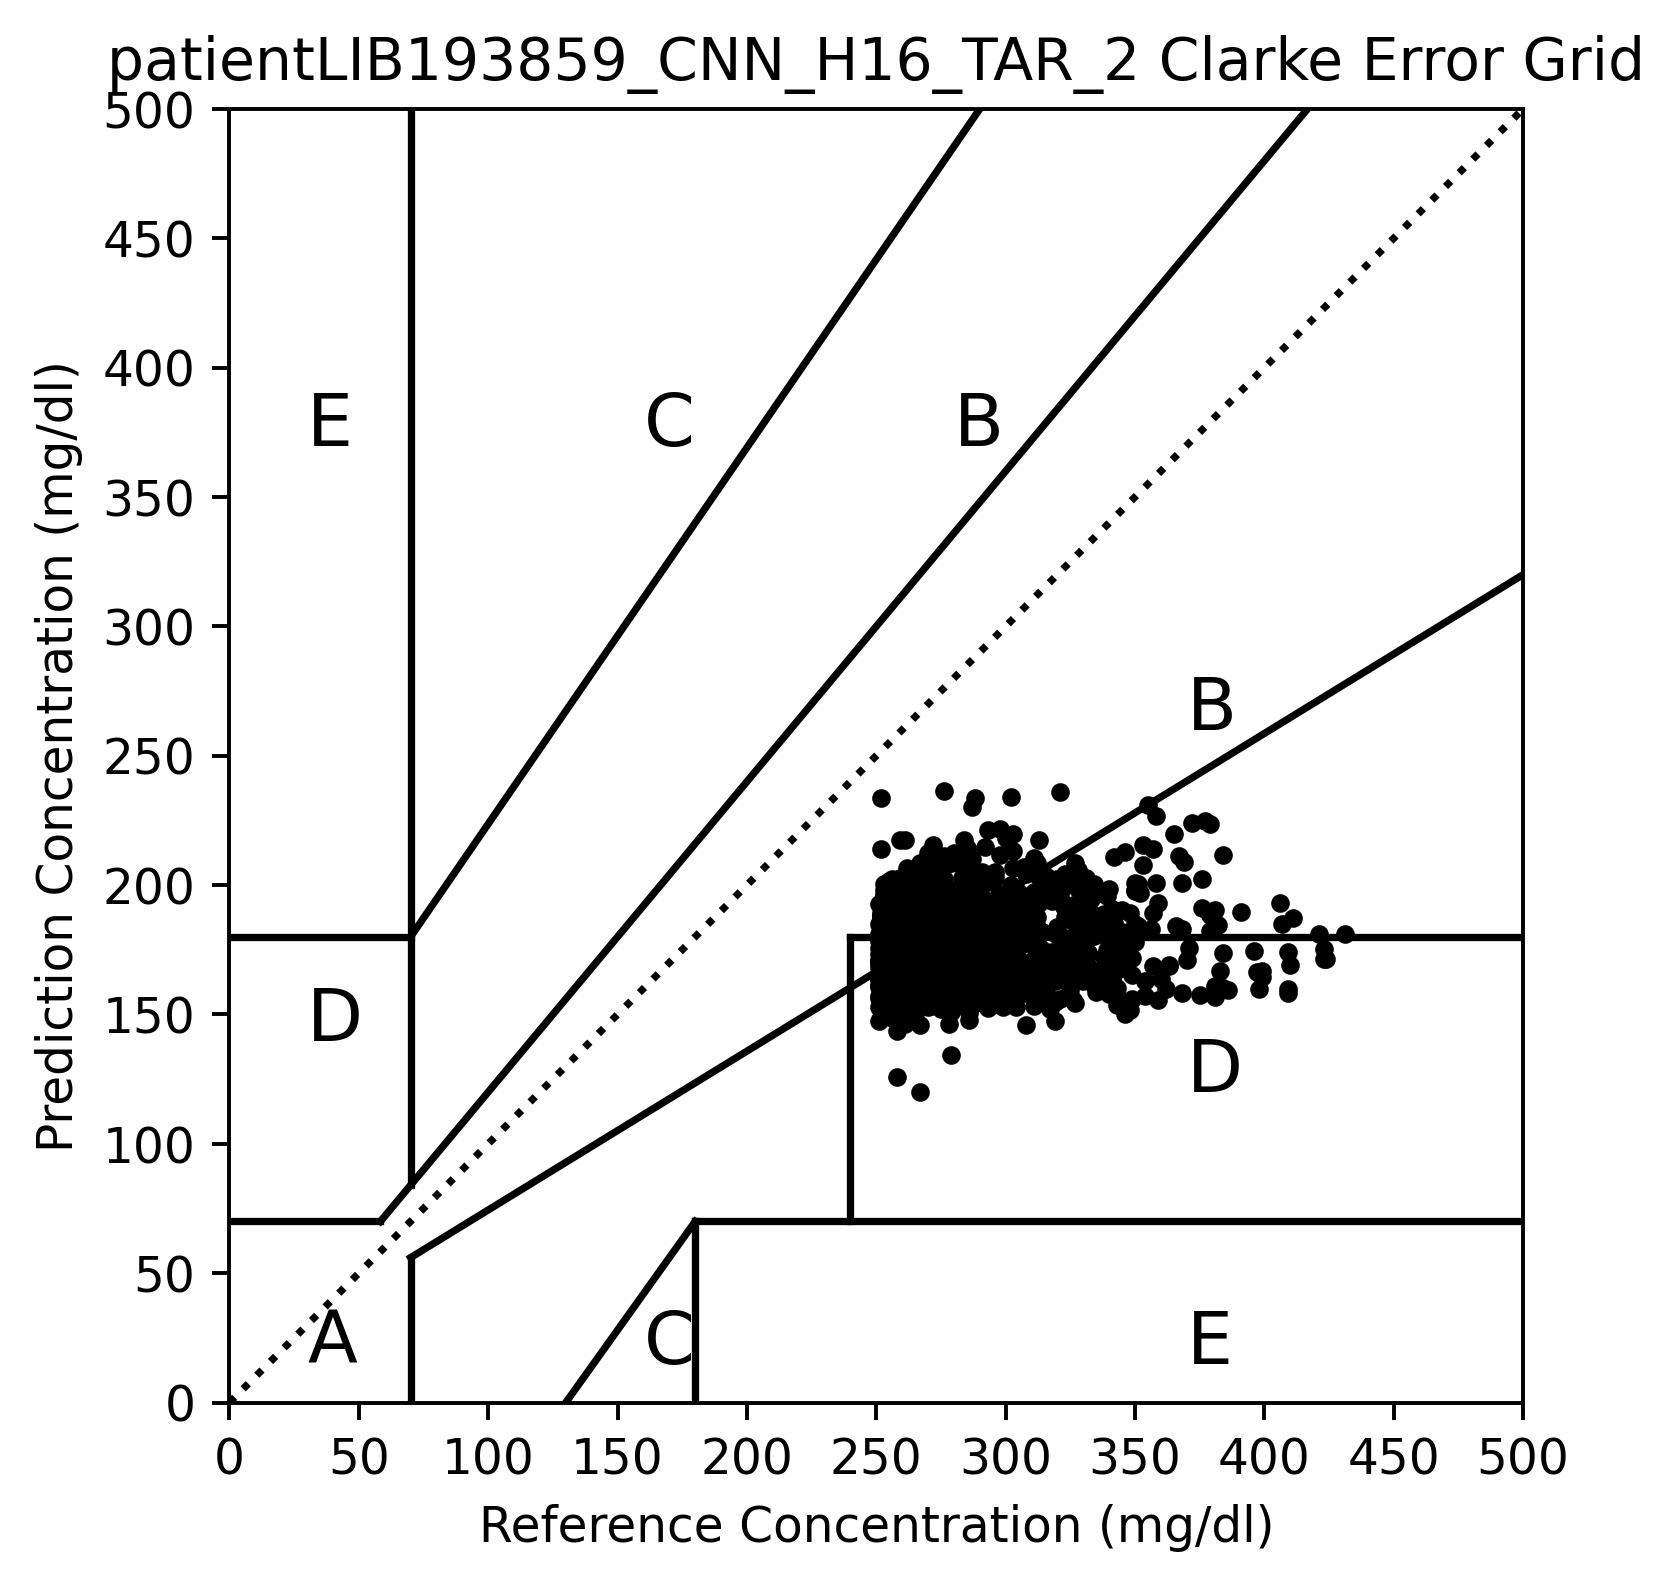 patientLIB193859_CNN_H16_TAR_2 Clarke Error Grid
500
450
400
350
300
250
200
150
100
50
0
Prediction Concentration (mg/dl)
E
C
B
B
D
D
A
C
E
0 50 100 150 200 250 300 350 400 450 500
Reference Concentration (mg/dl)